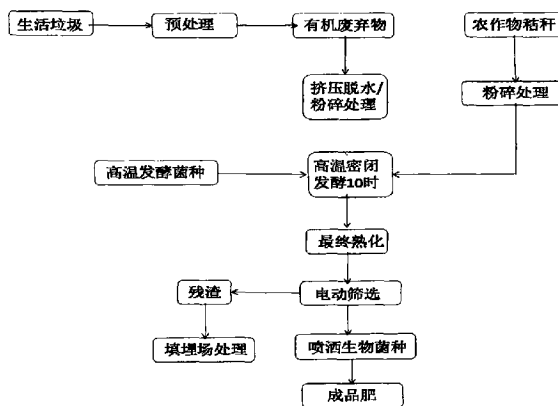 生活垃圾
预处理
有机废弃物
农作物秸秆
挤压脱水/
粉碎处理
粉碎处理
高温发酵菌种
高温密闭
发酵10时
最终熟化
残渣
电动筛选
填埋场处理
喷洒生物菌种
成品肥